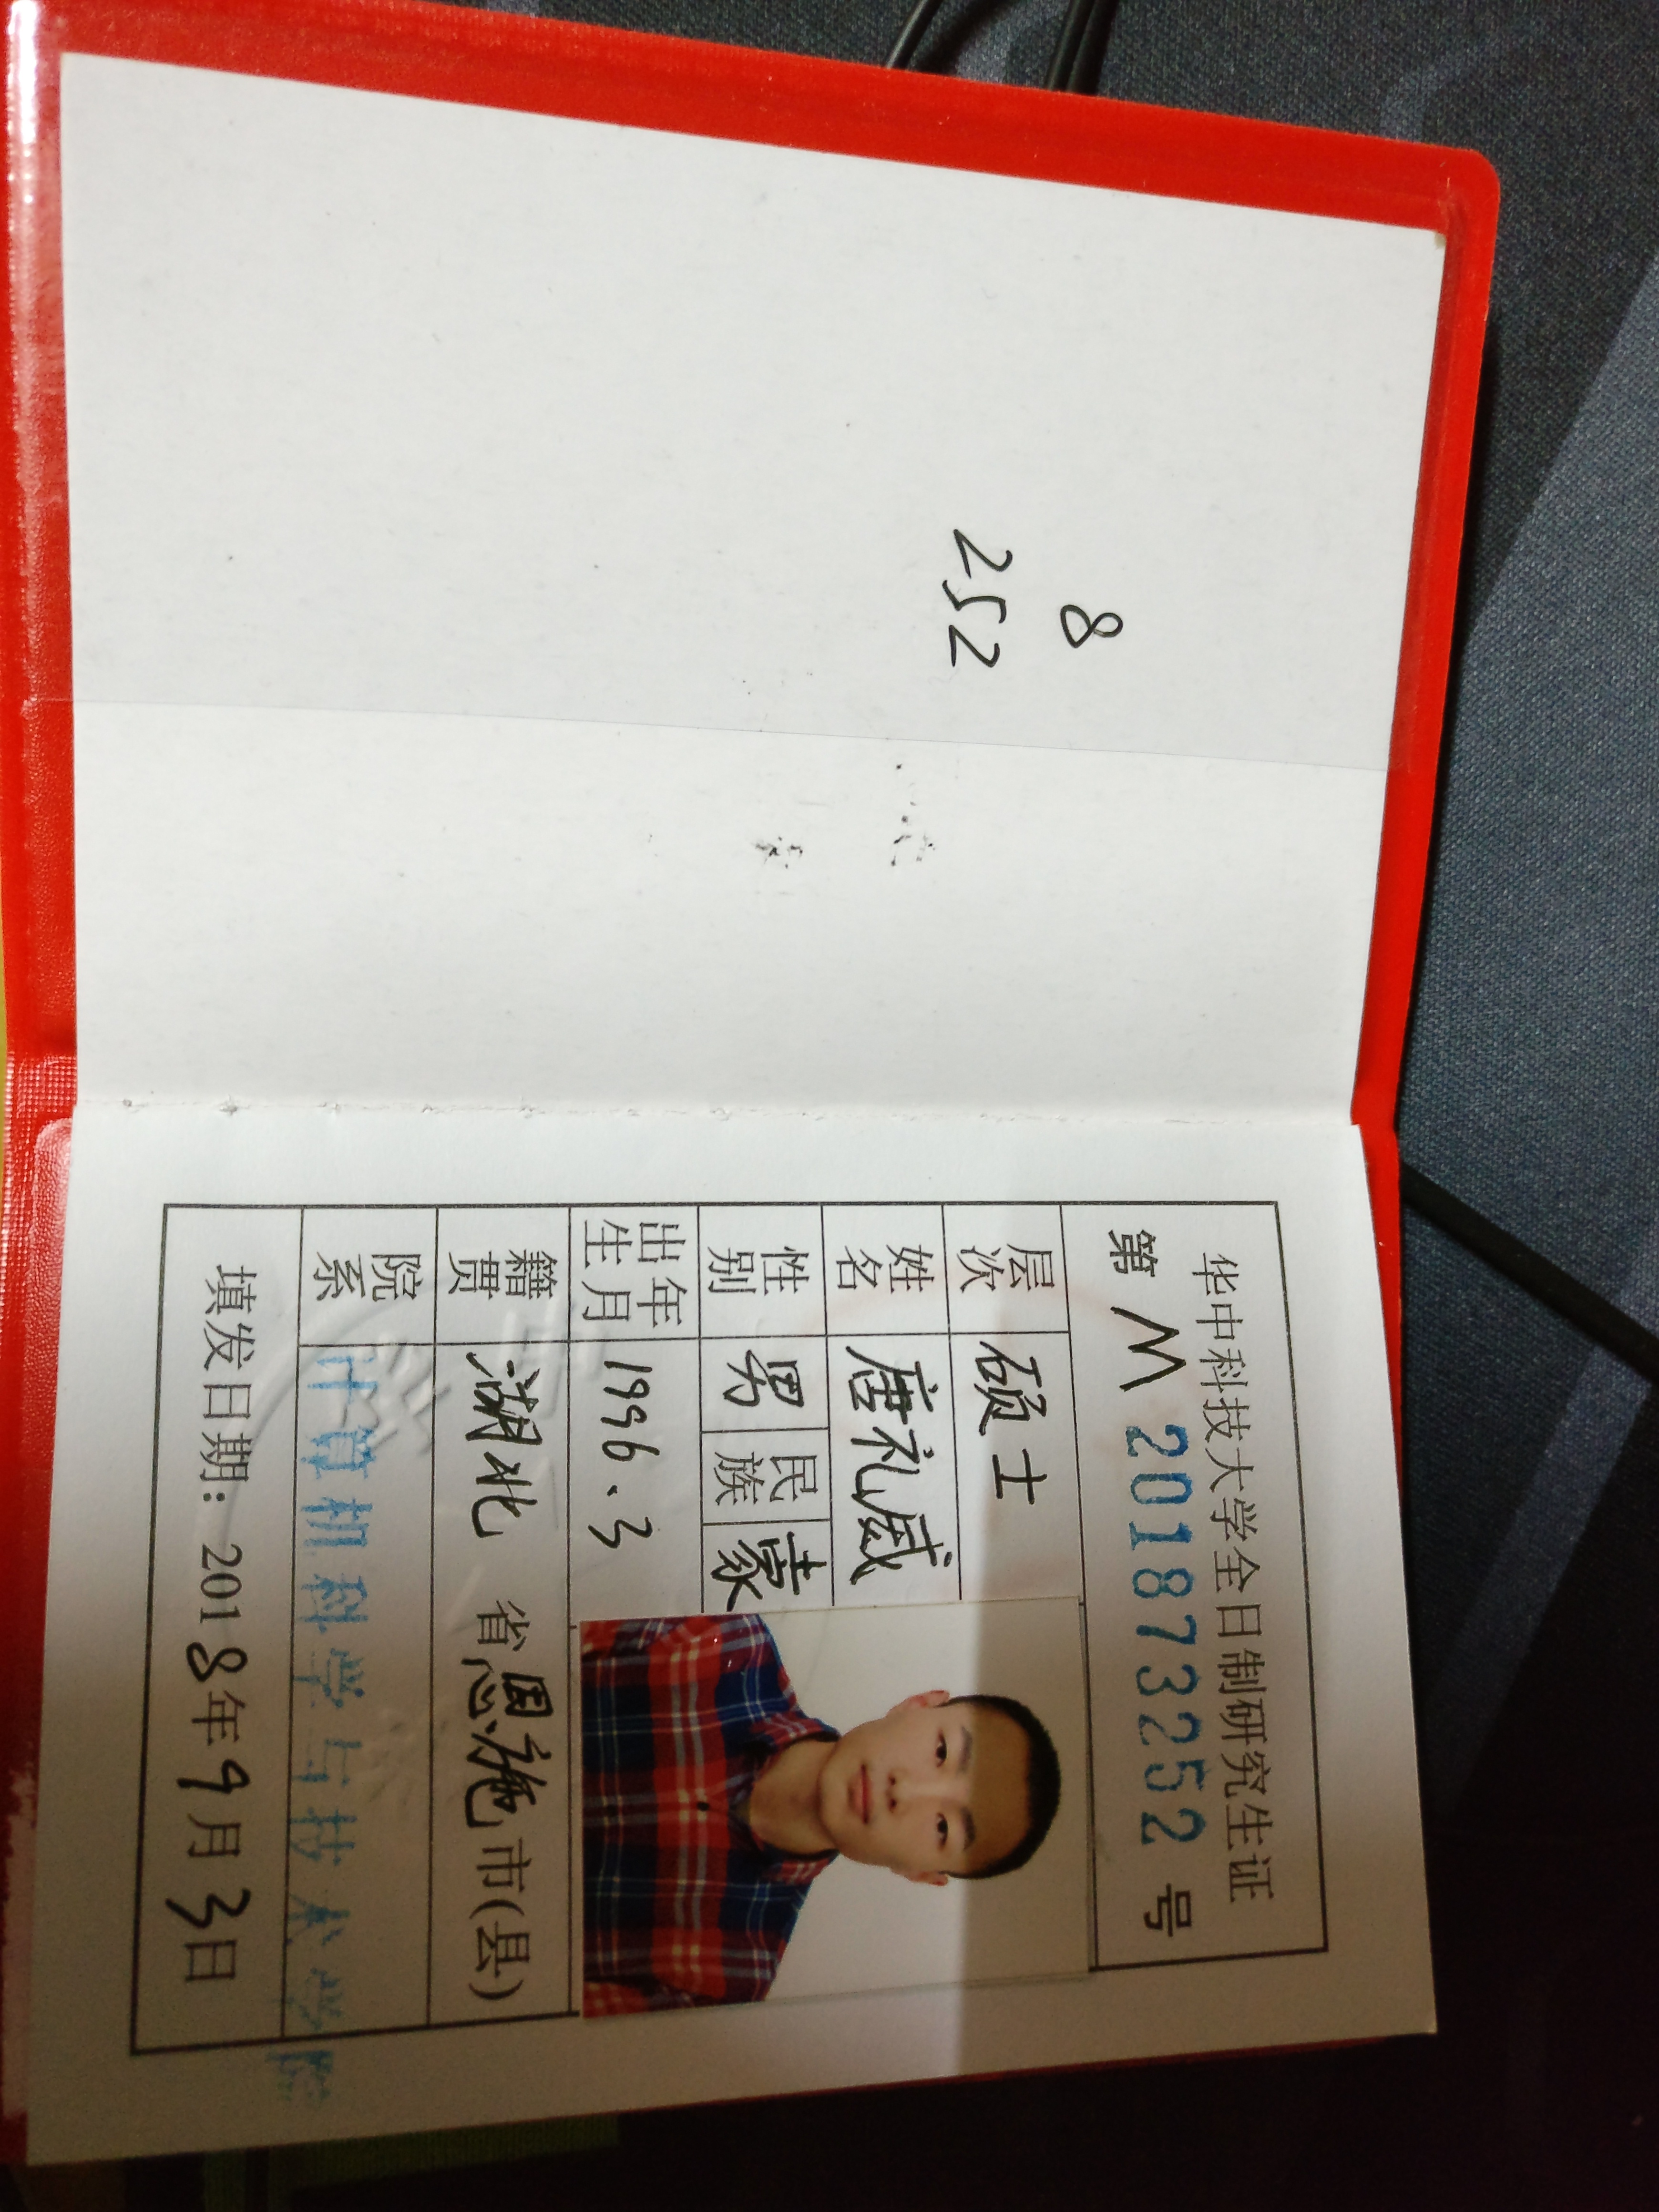 8
252
华中科技大学全日制研究生证
第 M 201873252 号
层次 硕士
姓名 唐礼威
性别 男 民族 蒙
出生年月 1996.3
籍贯 湖北省恩施市(县)
院系 计算机科学与技术学院
填发日期：2018年9月3日